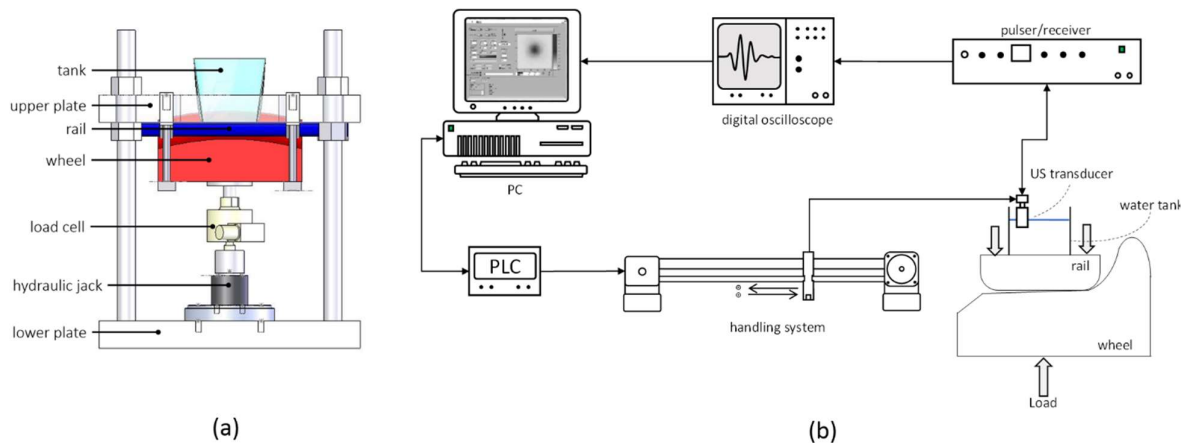 tank
upper plate
rail
wheel
load cell
hydraulic jack
lower plate
(a)
pulser/receiver
digital oscilloscope
PC
US transducer
water tank
PLC
rail
handling system
wheel
Load
(b)